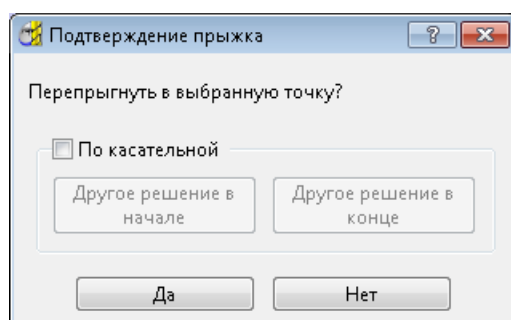 Подтверждение прыжка
Перепрыгнуть в выбранную точку?
По касательной
Другое решение в
начале
Другое решение в
конце
Да
Нет